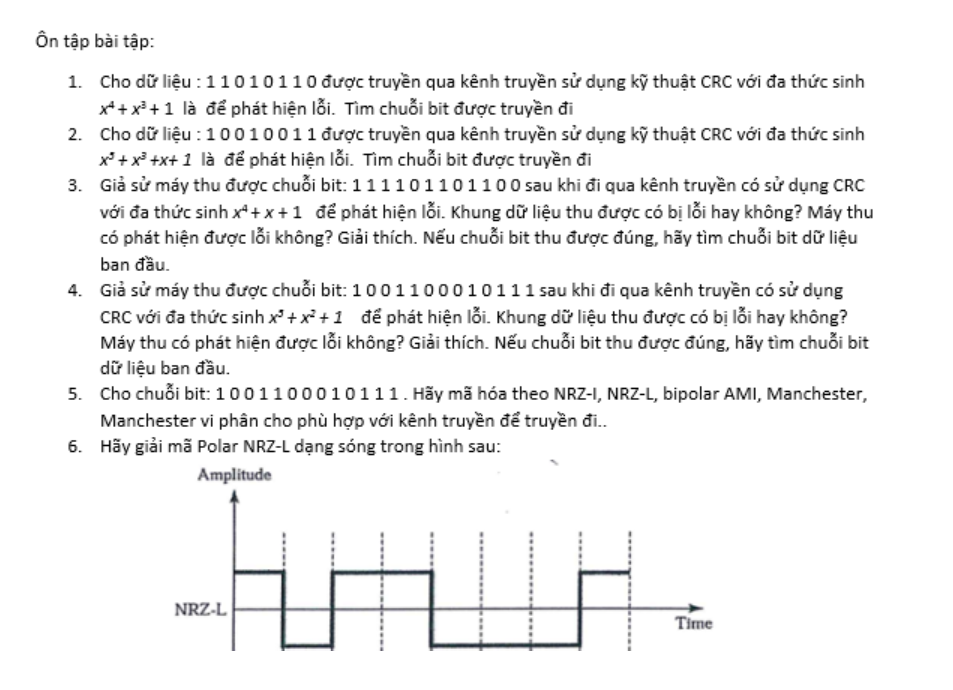 Ôn tập bài tập:
1. Cho dữ liệu : 1 1 0 1 0 1 1 0 được truyền qua kênh truyền sử dụng kỹ thuật CRC với đa thức sinh
x⁴ + x³ + 1 là để phát hiện lỗi. Tìm chuỗi bit được truyền đi
2. Cho dữ liệu : 1 0 0 1 0 0 1 1 được truyền qua kênh truyền sử dụng kỹ thuật CRC với đa thức sinh
x⁵ + x³ +x+ 1 là để phát hiện lỗi. Tìm chuỗi bit được truyền đi
3. Giả sử máy thu được chuỗi bit: 1 1 1 1 0 1 1 0 1 1 0 0 sau khi đi qua kênh truyền có sử dụng CRC
với đa thức sinh x⁴ + x + 1 để phát hiện lỗi. Khung dữ liệu thu được có bị lỗi hay không? Máy thu
có phát hiện được lỗi không? Giải thích. Nếu chuỗi bit thu được đúng, hãy tìm chuỗi bit dữ liệu
ban đầu.
4. Giả sử máy thu được chuỗi bit: 1 0 0 1 1 0 0 0 1 0 1 1 1 sau khi đi qua kênh truyền có sử dụng
CRC với đa thức sinh x⁵ + x² + 1 để phát hiện lỗi. Khung dữ liệu thu được có bị lỗi hay không?
Máy thu có phát hiện được lỗi không? Giải thích. Nếu chuỗi bit thu được đúng, hãy tìm chuỗi bit
dữ liệu ban đầu.
5. Cho chuỗi bit: 1 0 0 1 1 0 0 0 1 0 1 1 1 . Hãy mã hóa theo NRZ-I, NRZ-L, bipolar AMI, Manchester,
Manchester vi phân cho phù hợp với kênh truyền để truyền đi..
6. Hãy giải mã Polar NRZ-L dạng sóng trong hình sau:
Amplitude
NRZ-L
Time